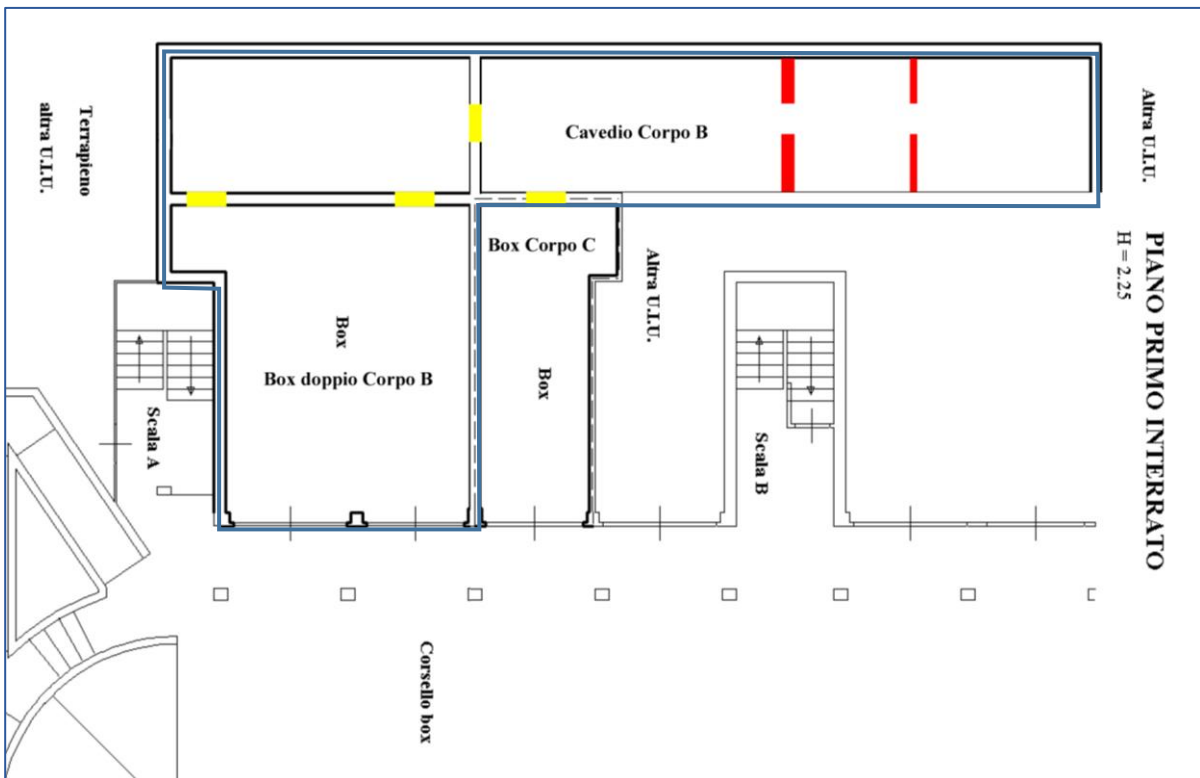 Cavedio Corpo B
Terrapieno
altra U.I.U.
Altra U.I.U.
PIANO PRIMO INTERRATO
H = 2.25
Box Corpo C
Altra U.I.U.
Box
Box doppio Corpo B
Box
Scala A
Scala B
Corsello box